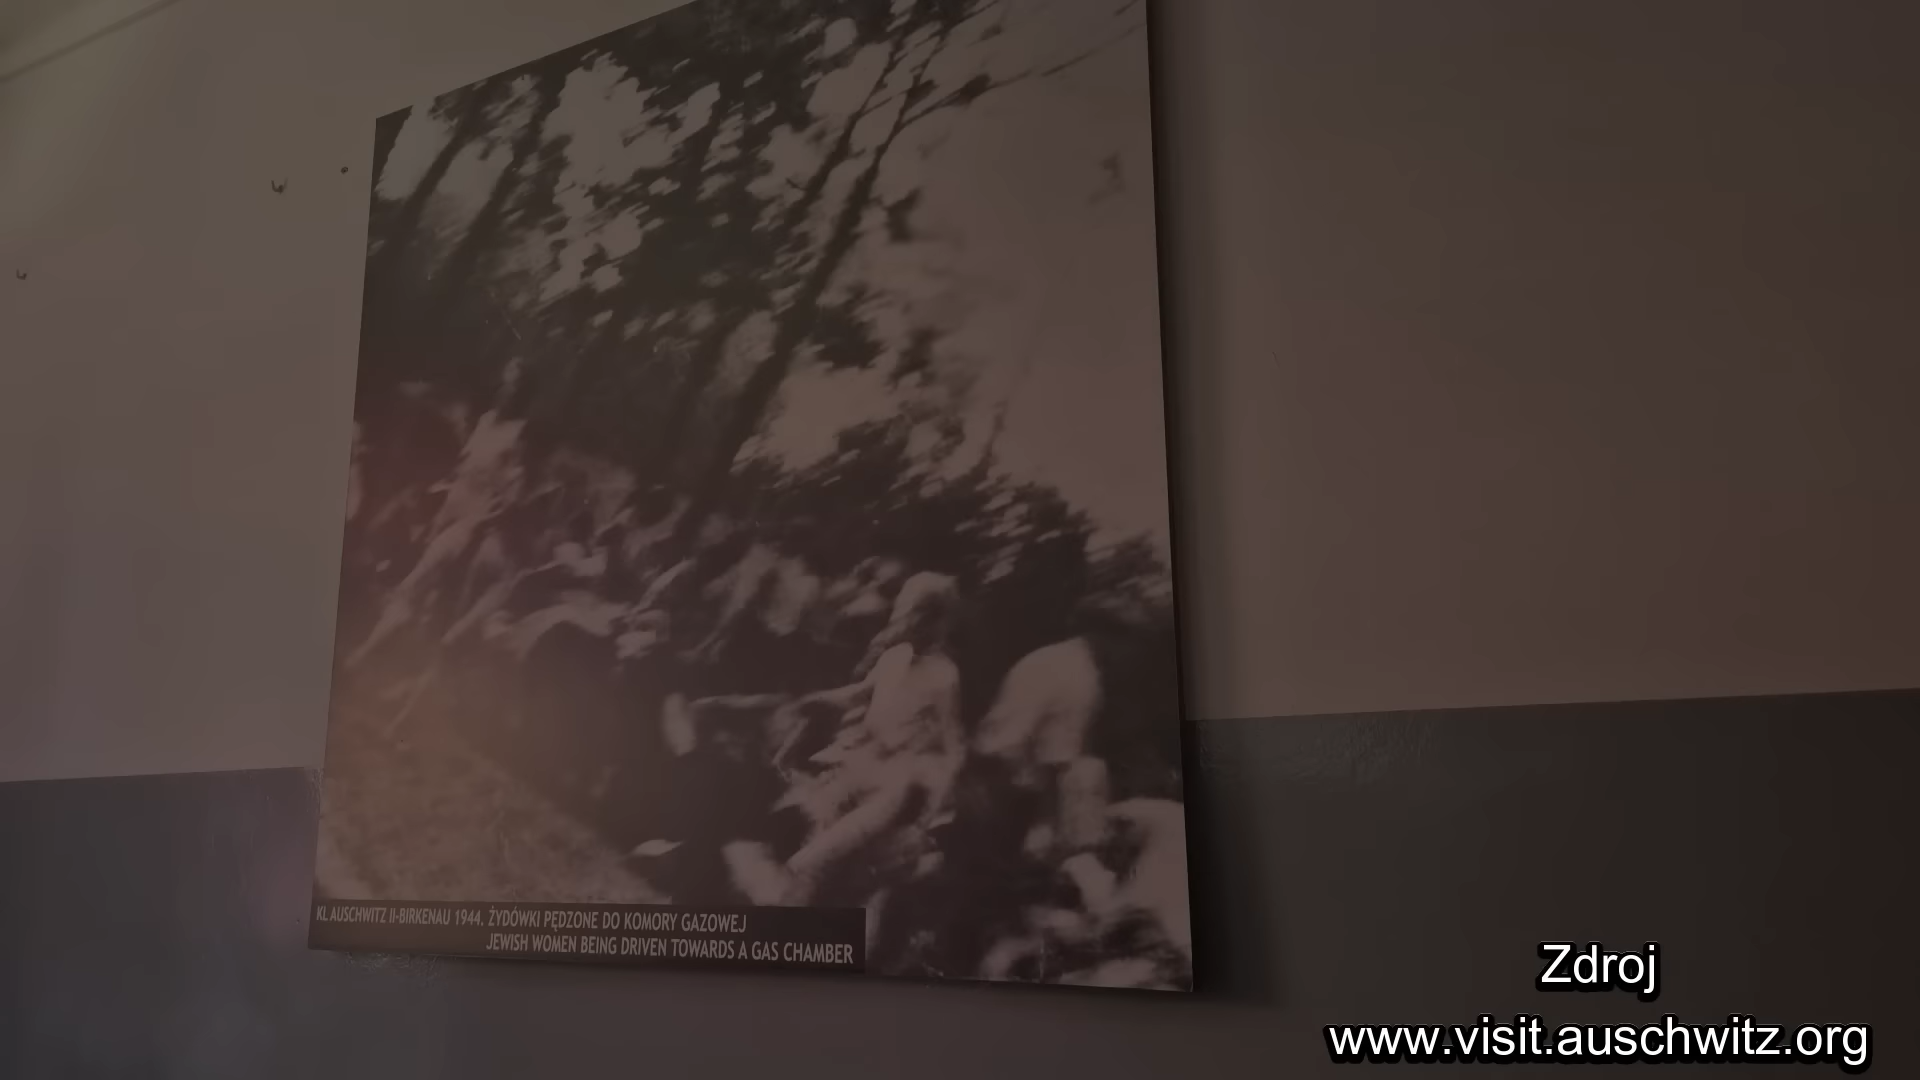 KL AUSCHWITZ II-BIRKENAU 1944. ŻYDÓWKI PĘDZONE DO KOMORY GAZOWEJ
JEWISH WOMEN BEING DRIVEN TOWARDS A GAS CHAMBER
Zdroj
www.visit.auschwitz.org